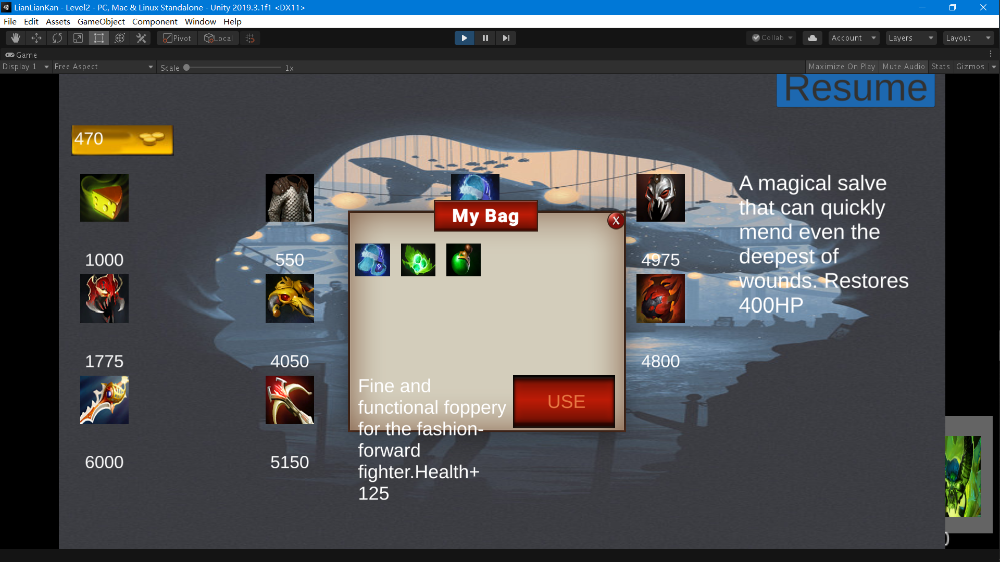 LianLianKan - Level2 - PC, Mac & Linux Standalone - Unity 2019.3.1f1 <DX11>
File Edit Assets GameObject Component Window Help
Pivot Local Collab Account Layers Layout
Game
Display 1 Free Aspect Scale 1x Maximize On Play Mute Audio Stats Gizmos
Resume
470
My Bag
X
1000 550 4975
1775 4050 4800
6000 5150
Fine and
functional foppery
for the fashion-
forward
fighter.Health+
125
USE
A magical salve
that can quickly
mend even the
deepest of
wounds. Restores
400HP